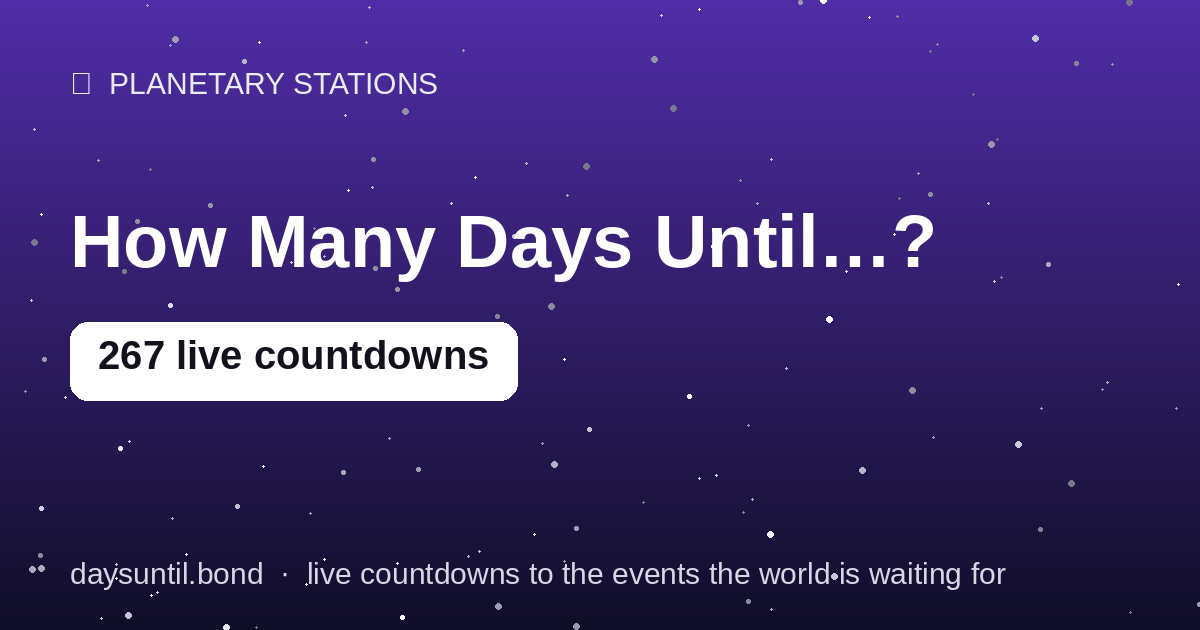 PLANETARY STATIONS
How Many Days Until...?
267 live countdowns
daysuntil.bond · live countdowns to the events the world is waiting for